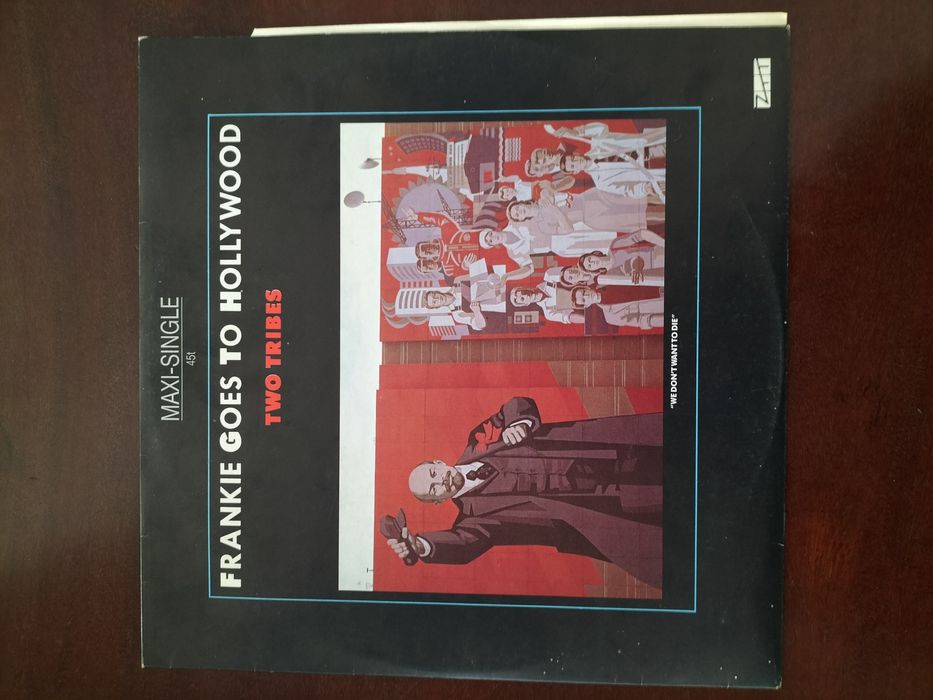 MAXI-SINGLE
45t
FRANKIE GOES TO HOLLYWOOD
TWO TRIBES
"WE DON'T WANT TO DIE"
ZTT